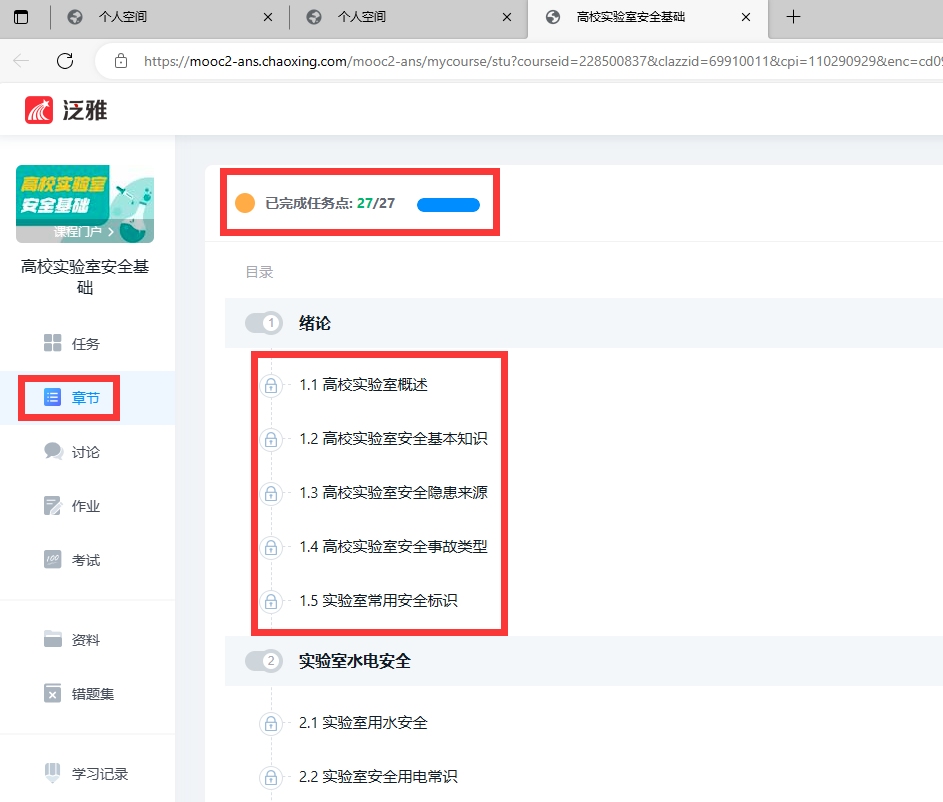 个人空间
个人空间
高校实验室安全基础
https://mooc2-ans.chaoxing.com/mooc2-ans/mycourse/stu?courseid=228500837&clazzid=69910011&cpi=110290929&enc=cd09
泛雅
高校实验室
安全基础
课程门户 >
高校实验室安全基
础
任务
章节
讨论
作业
100
考试
资料
错题集
学习记录
已完成任务点: 27/27
目录
1 绪论
1.1 高校实验室概述
1.2 高校实验室安全基本知识
1.3 高校实验室安全隐患来源
1.4 高校实验室安全事故类型
1.5 实验室常用安全标识
2 实验室水电安全
2.1 实验室用水安全
2.2 实验室安全用电常识